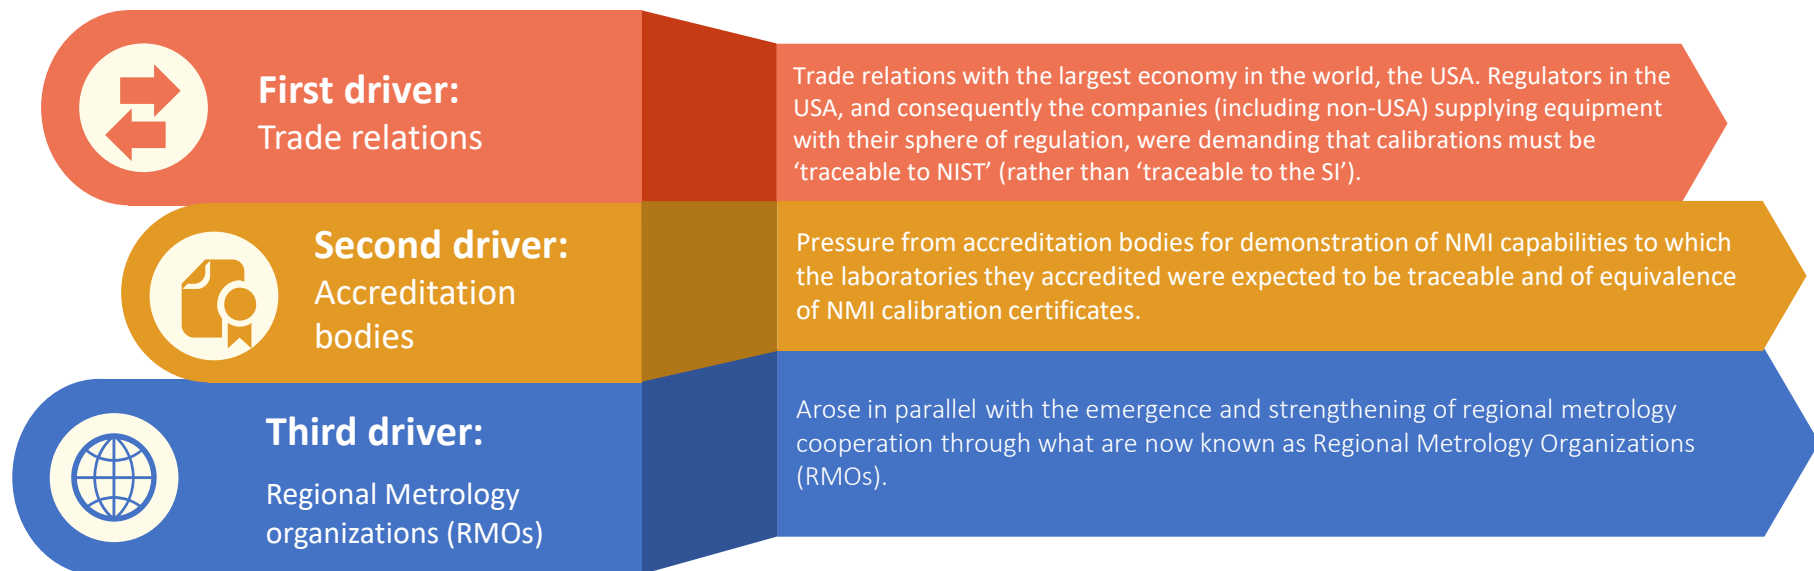 First driver:
Trade relations
Trade relations with the largest economy in the world, the USA. Regulators in the
USA, and consequently the companies (including non-USA) supplying equipment
with their sphere of regulation, were demanding that calibrations must be
‘traceable to NIST’ (rather than ‘traceable to the SI’).
Second driver:
Accreditation
bodies
Pressure from accreditation bodies for demonstration of NMI capabilities to which
the laboratories they accredited were expected to be traceable and of equivalence
of NMI calibration certificates.
Third driver:
Regional Metrology
organizations (RMOs)
Arose in parallel with the emergence and strengthening of regional metrology
cooperation through what are now known as Regional Metrology Organizations
(RMOs).